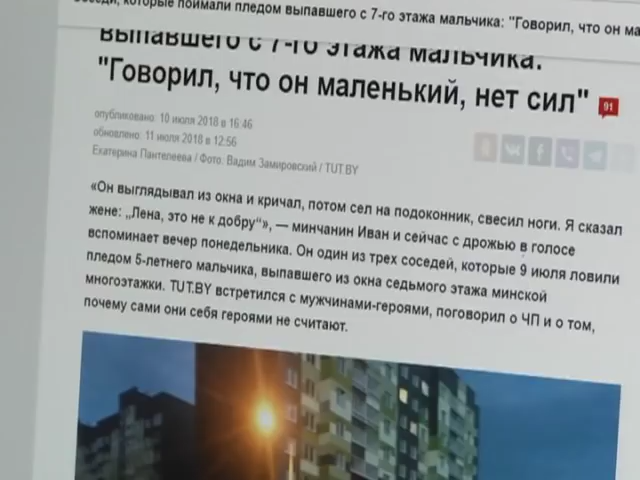 которые поймали пледом выпавшего с 7-го этажа мальчика: "Говорил, что он
выпавшего с 7-го этажа мальчика:
"Говорил, что он маленький, нет сил"
91
опубликовано: 10 июля 2018 в 16:46
обновлено: 11 июля 2018 в 12:56
Екатерина Пантелеева / Фото: Вадим Замировский / TUT.BY
«Он выглядывал из окна и кричал, потом сел на подоконник, свесил ноги. Я сказал
жене: „Лена, это не к добру“», — минчанин Иван и сейчас с дрожью в голосе
вспоминает вечер понедельника. Он один из трех соседей, которые 9 июля ловили
пледом 5-летнего мальчика, выпавшего из окна седьмого этажа минской
многоэтажки. TUT.BY встретился с мужчинами-героями, поговорил о ЧП и о том,
почему сами они себя героями не считают.